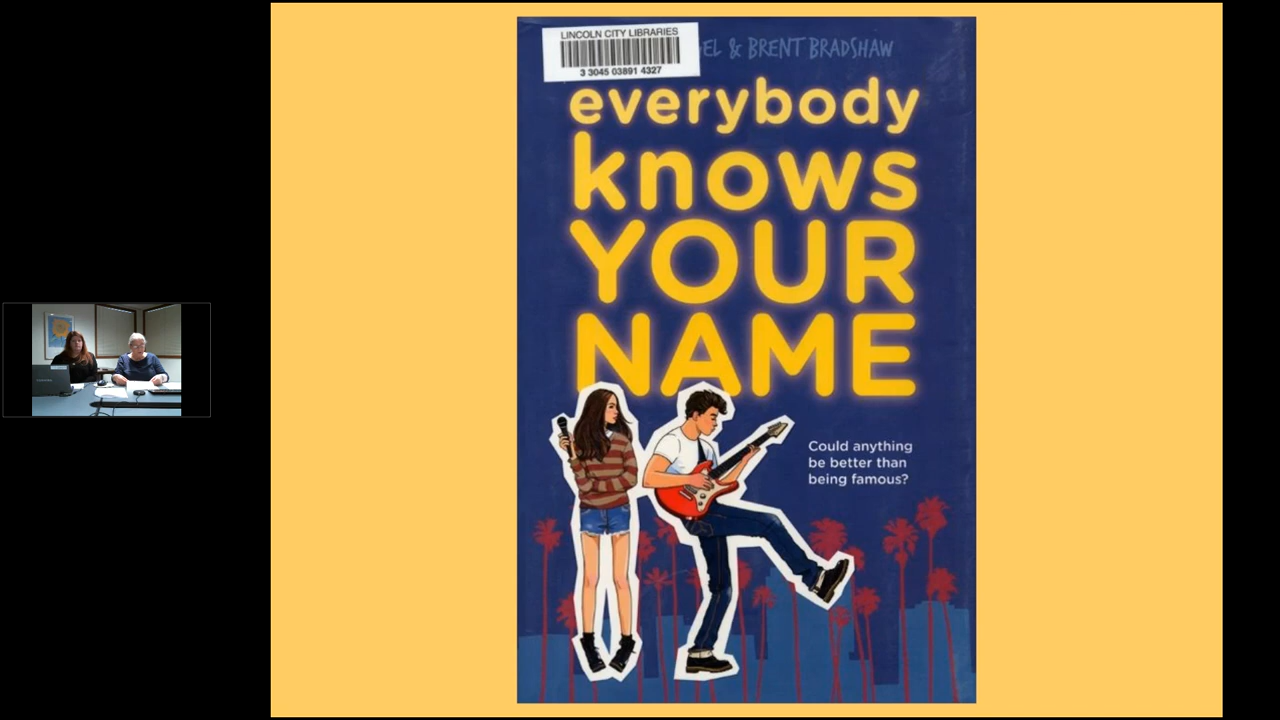 LINCOLN CITY LIBRARIES
3 3045 03891 4327
& BRENT BRADSHAW
everybody
knows
YOUR
NAME
Could anything
be better than
being famous?